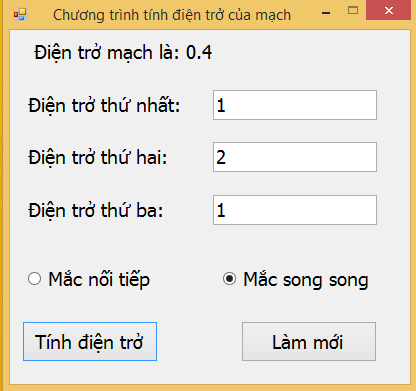 Chương trình tính điện trở của mạch
Điện trở mạch là: 0.4
Điện trở thứ nhất: 1
Điện trở thứ hai: 2
Điện trở thứ ba: 1
Mắc nối tiếp Mắc song song
Tính điện trở Làm mới